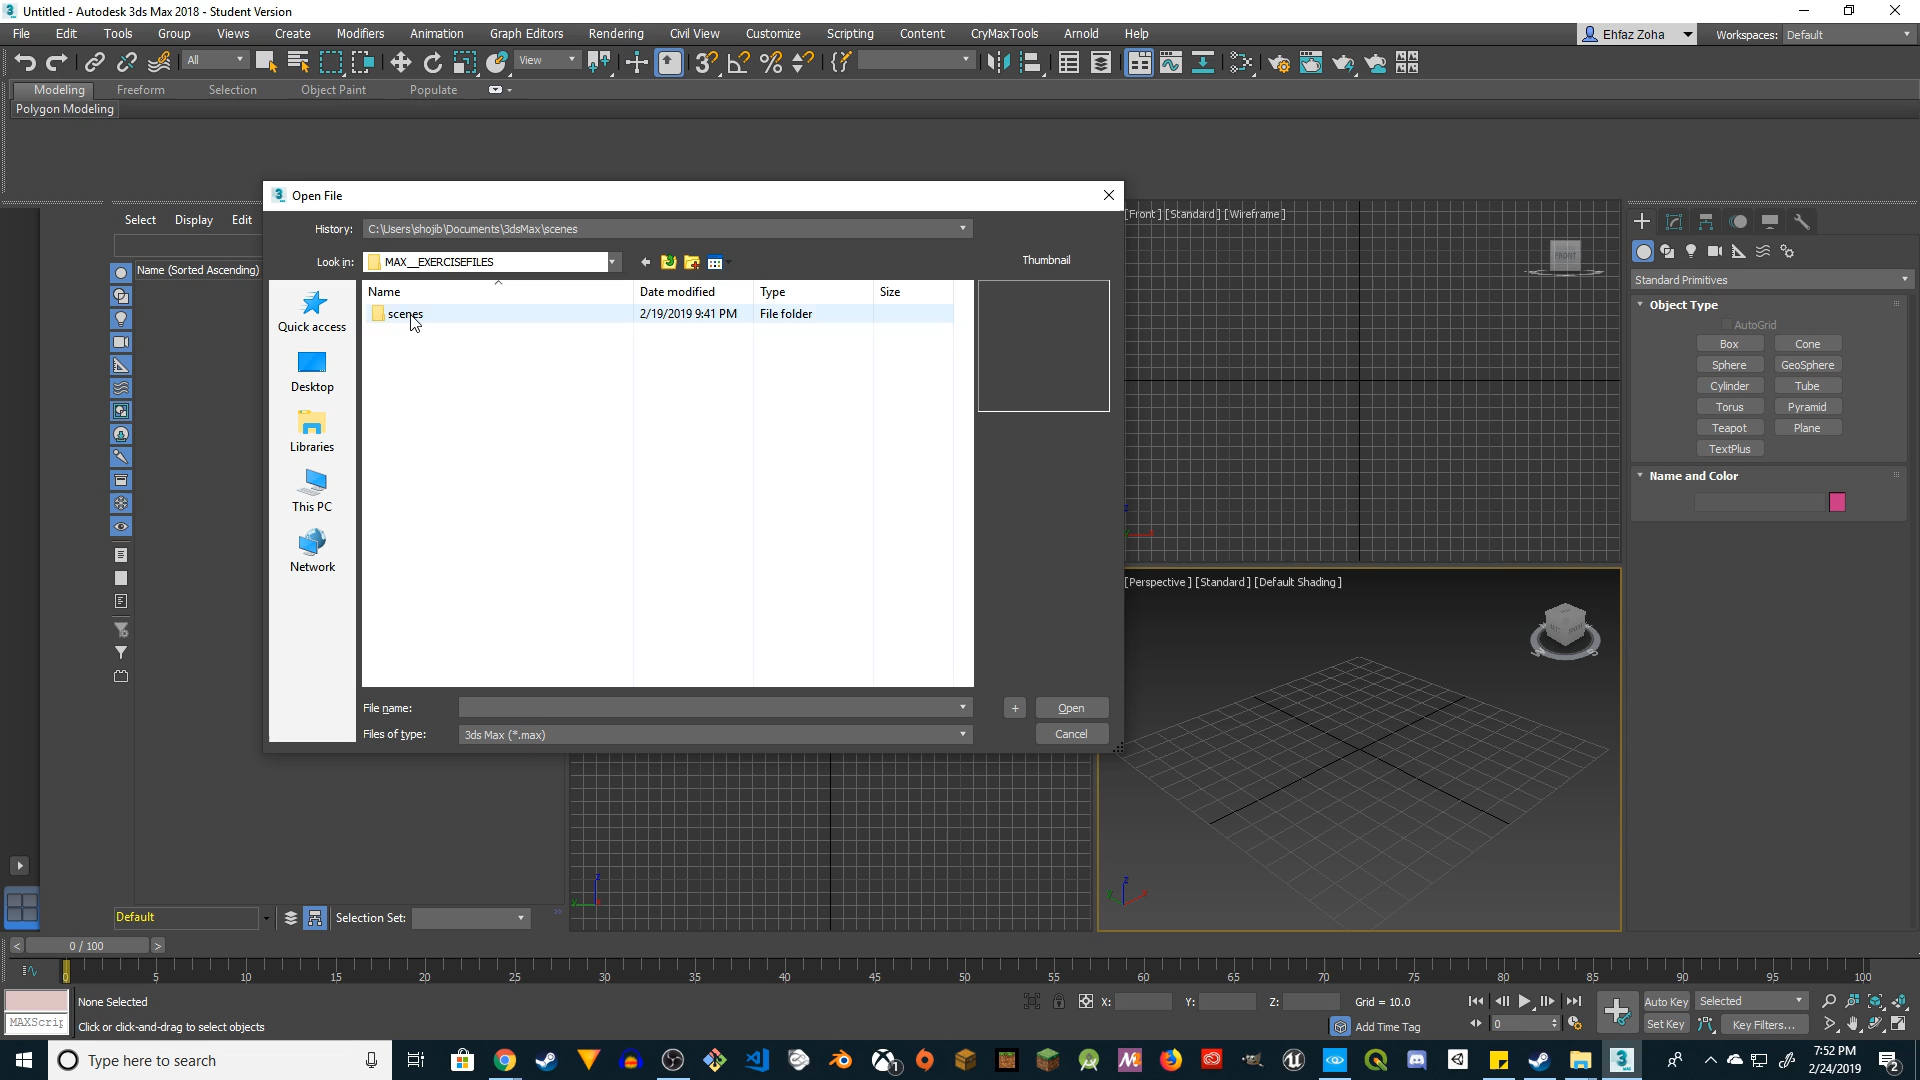 Untitled - Autodesk 3ds Max 2018 - Student Version
File Edit Tools Group Views Create Modifiers Animation Graph Editors Rendering Civil View Customize Scripting Content CryMaxTools Arnold Help
Ehfaz Zoha
Workspaces: Default
All
View
Modeling Freeform Selection Object Paint Populate
Polygon Modeling
Select Display Edit
Name (Sorted Ascending)
Open File
History: C:\Users\shojib\Documents\3dsMax\scenes
Look in: MAX__EXERCISEFILES
Thumbnail
Name Date modified Type Size
scenes 2/19/2019 9:41 PM File folder
Quick access
Desktop
Libraries
This PC
Network
File name:
Open
Files of type: 3ds Max (*.max)
Cancel
[Front] [Standard] [Wireframe]
FRONT
[Perspective] [Standard] [Default Shading]
Standard Primitives
Object Type
AutoGrid
Box Cone
Sphere GeoSphere
Cylinder Tube
Torus Pyramid
Teapot Plane
TextPlus
Name and Color
Default
Selection Set:
0 / 100
0 5 10 15 20 25 30 35 40 45 50 55 60 65 70 75 80 85 90 95 100
None Selected
X: Y: Z: Grid = 10.0
Auto Key Selected
MAXScrip
Click or click-and-drag to select objects
Add Time Tag
0
Set Key Key Filters...
Type here to search
7:52 PM
2/24/2019